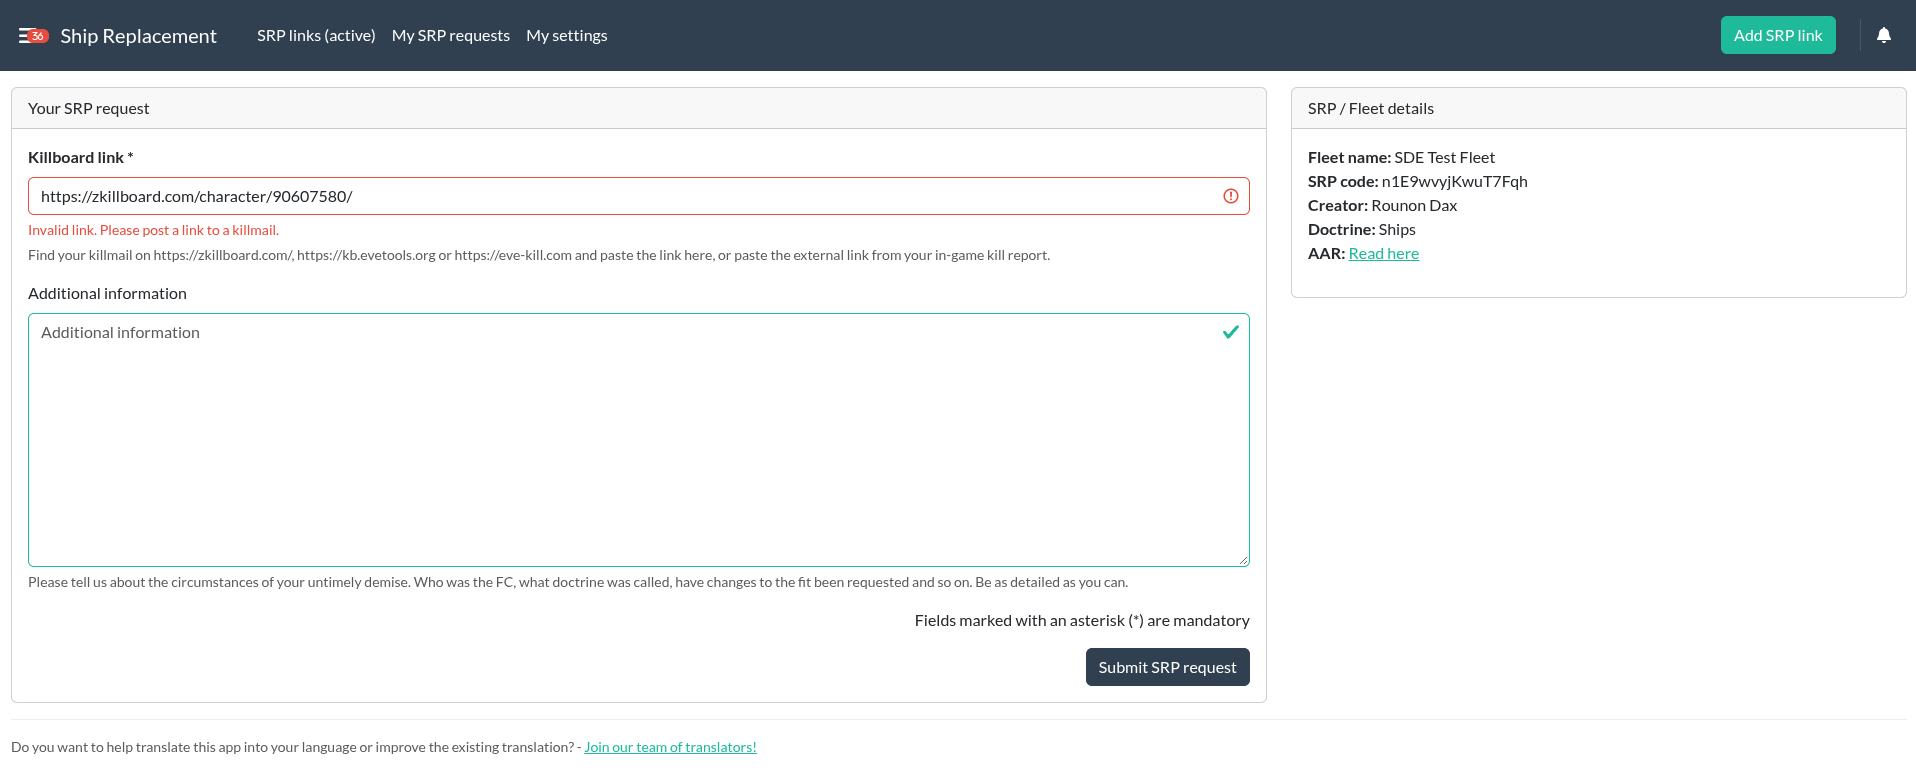 36
Ship Replacement
SRP links (active)
My SRP requests
My settings
Add SRP link
Your SRP request
Killboard link *
https://zkillboard.com/character/90607580/
Invalid link. Please post a link to a killmail.
Find your killmail on https://zkillboard.com/, https://kb.evetools.org or https://eve-kill.com and paste the link here, or paste the external link from your in-game kill report.
Additional information
Additional information
Please tell us about the circumstances of your untimely demise. Who was the FC, what doctrine was called, have changes to the fit been requested and so on. Be as detailed as you can.
Fields marked with an asterisk (*) are mandatory
Submit SRP request
SRP / Fleet details
Fleet name: SDE Test Fleet
SRP code: n1E9wvyjKwuT7Fqh
Creator: Rounon Dax
Doctrine: Ships
AAR: Read here
Do you want to help translate this app into your language or improve the existing translation? - Join our team of translators!